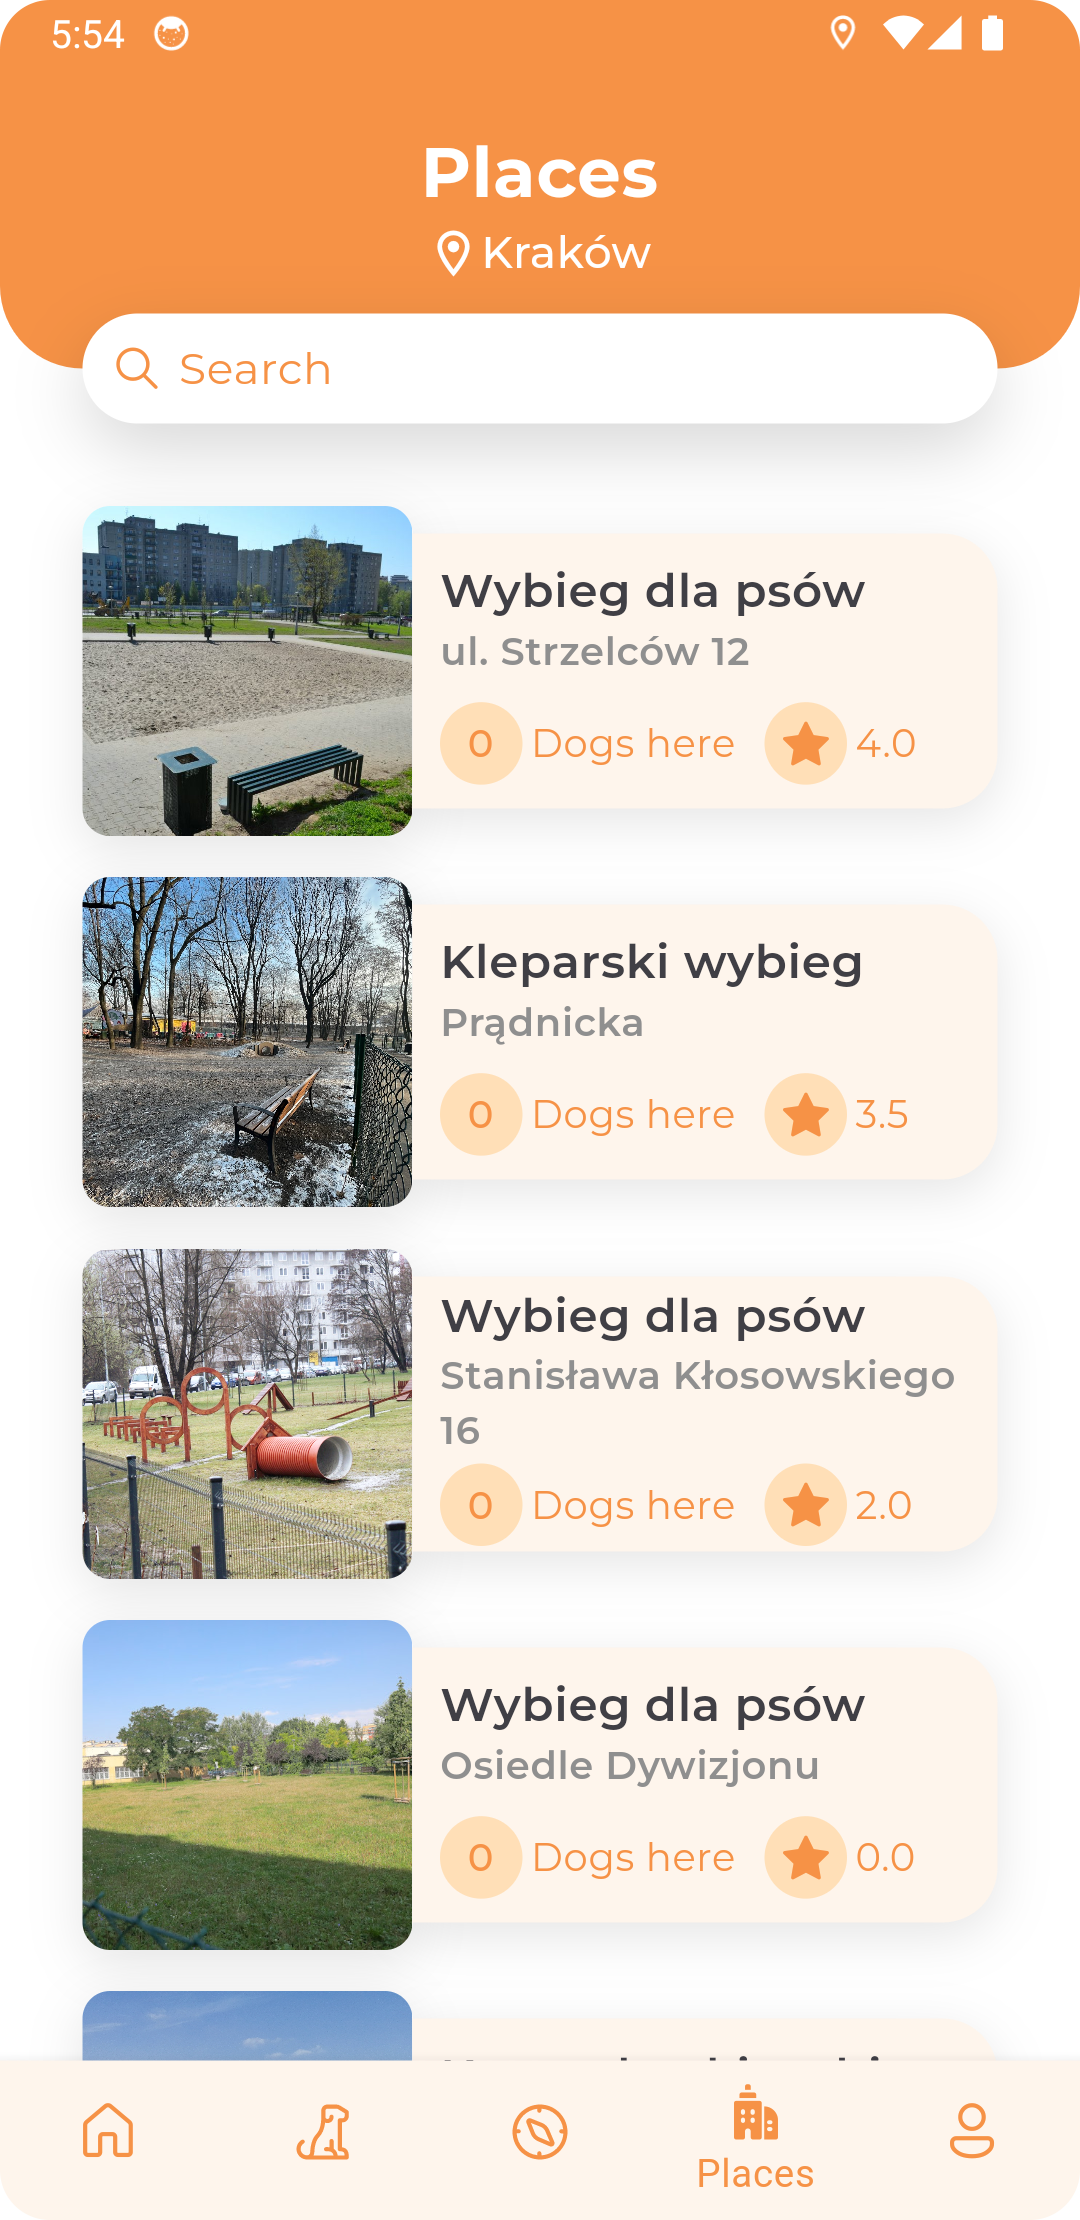 5:54
Places
Kraków
Search
Wybieg dla psów
ul. Strzelców 12
0 Dogs here 4.0
Kleparski wybieg
Prądnicka
0 Dogs here 3.5
Wybieg dla psów
Stanisława Kłosowskiego
16
0 Dogs here 2.0
Wybieg dla psów
Osiedle Dywizjonu
0 Dogs here 0.0
Places